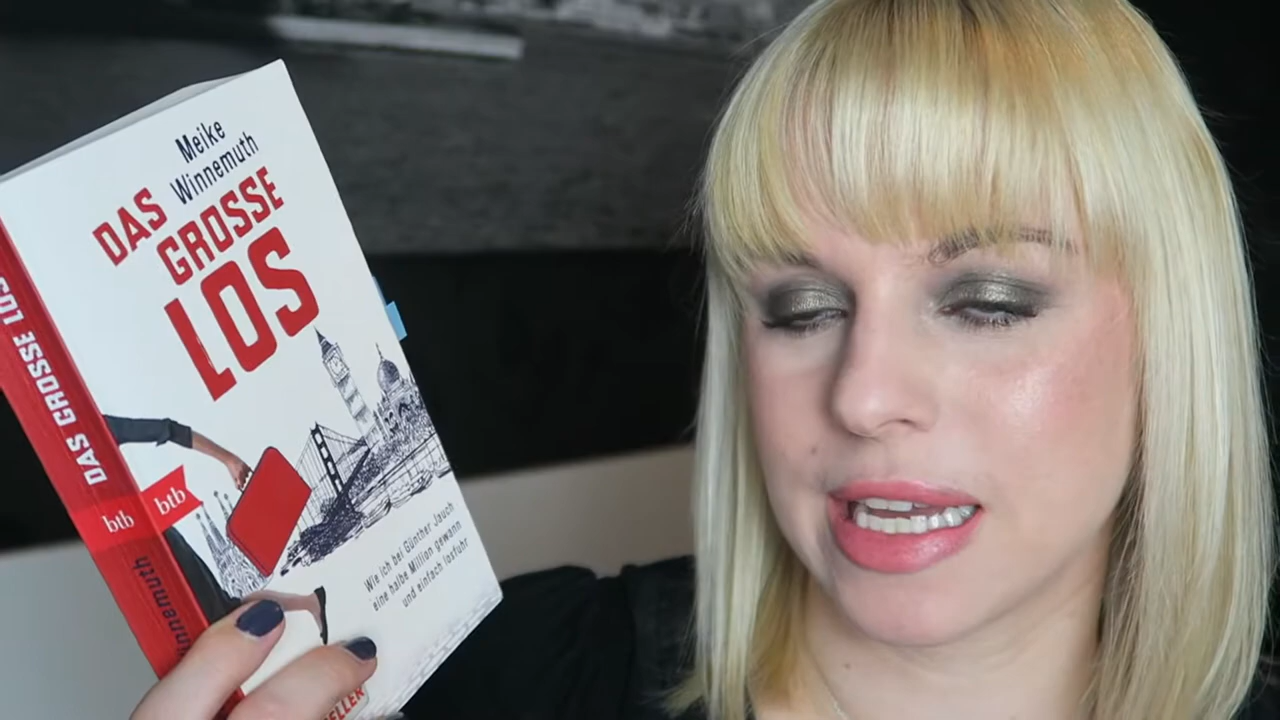 Meike
Winnemuth
DAS
GROSSE
LOS
Wie ich bei Günther Jauch
eine halbe Million gewann
und einfach losfuhr
btb
DAS GROSSE LOS
btb